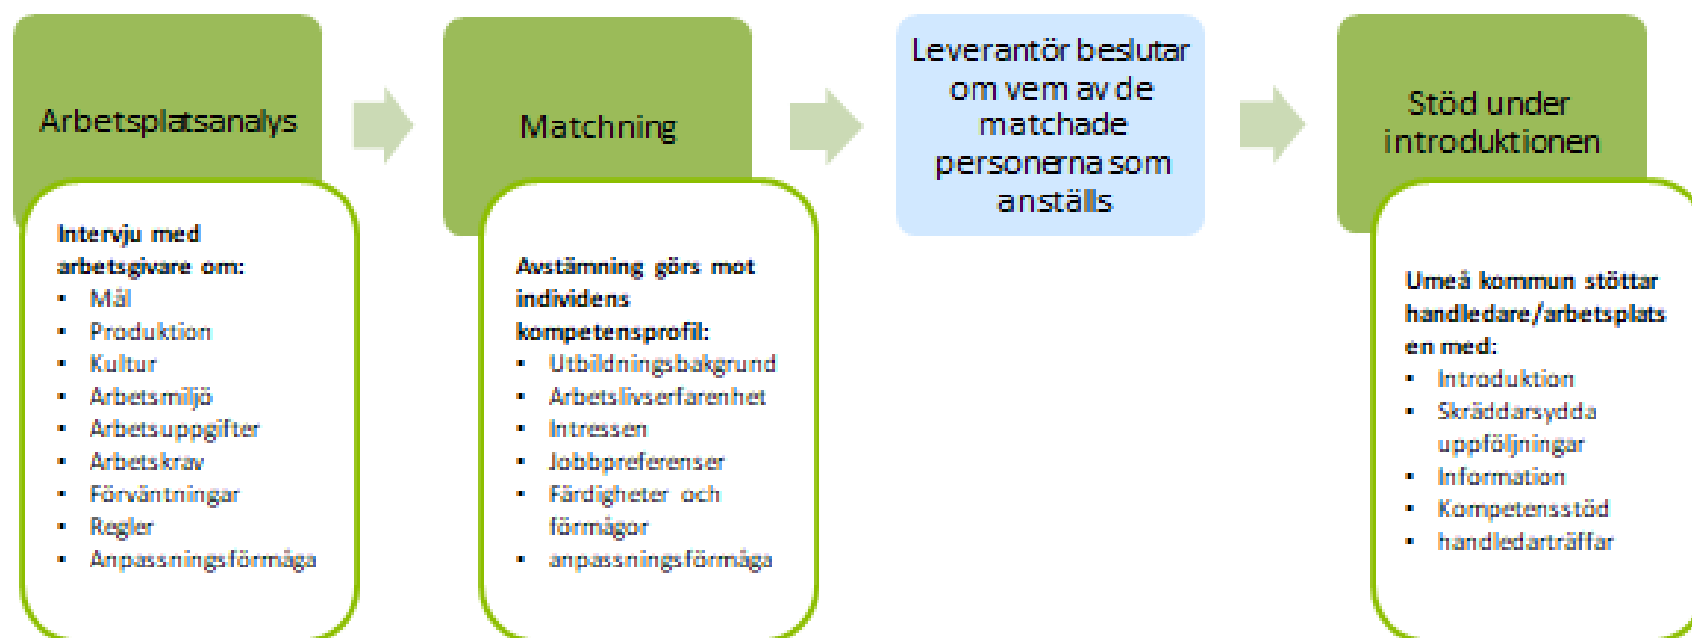 Arbetsplatsanalys
Intervju med
arbetsgivare om:
▪ Mål
▪ Produktion
▪ Kultur
▪ Arbetsmiljö
▪ Arbetsuppgifter
▪ Arbetskrav
▪ Förväntningar
▪ Regler
▪ Anpassningsförmåga
Matchning
Avstämning görs mot
individens
kompetensprofil:
▪ Utbildningsbakgrund
▪ Arbetslivserfarenhet
▪ Intressen
▪ Jobbpreferenser
▪ Färdigheter och
förmågor
▪ anpassningsförmåga
Leverantör beslutar
om vem av de
matchade
personerna som
anställs
Stöd under
introduktionen
Umeå kommun stöttar
handledare/arbetsplats
en med:
▪ Introduktion
▪ Skräddarsydda
uppföljningar
▪ Information
▪ Kompetensstöd
▪ handledarträffar